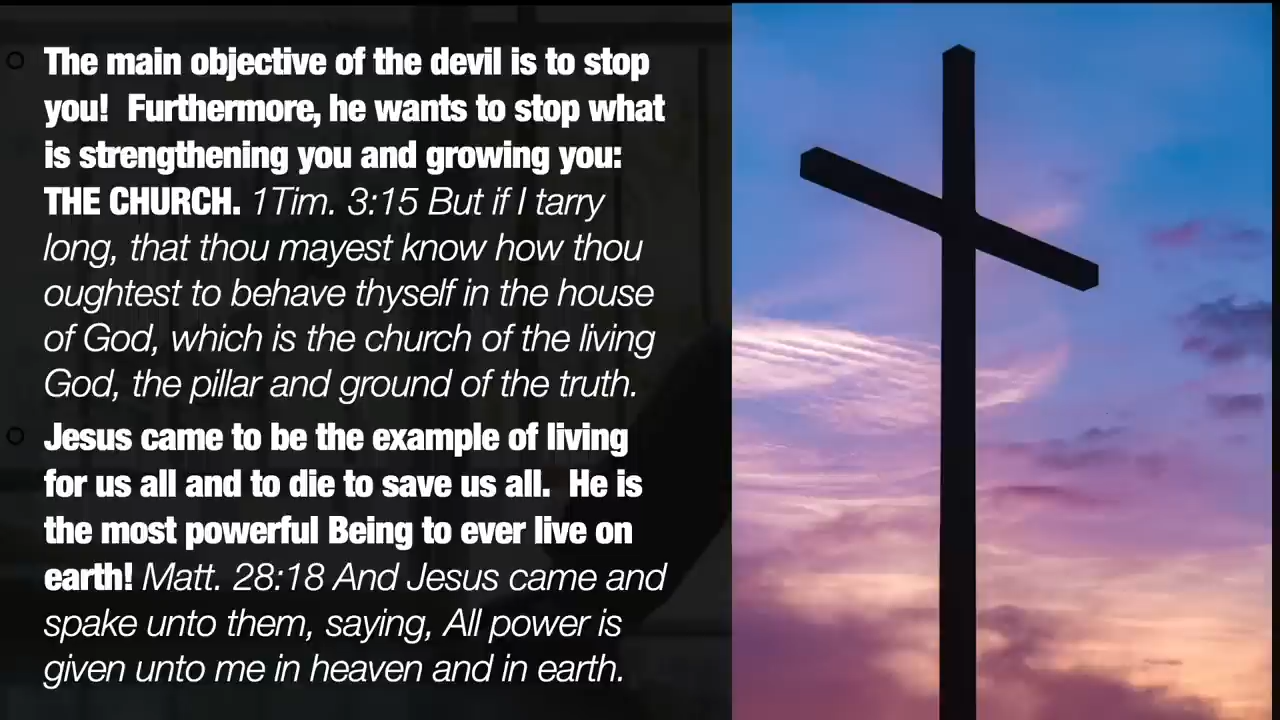 The main objective of the devil is to stop
you!  Furthermore, he wants to stop what
is strengthening you and growing you:
THE CHURCH. 1Tim. 3:15 But if I tarry
long, that thou mayest know how thou
oughtest to behave thyself in the house
of God, which is the church of the living
God, the pillar and ground of the truth.
Jesus came to be the example of living
for us all and to die to save us all.  He is
the most powerful Being to ever live on
earth! Matt. 28:18 And Jesus came and
spake unto them, saying, All power is
given unto me in heaven and in earth.